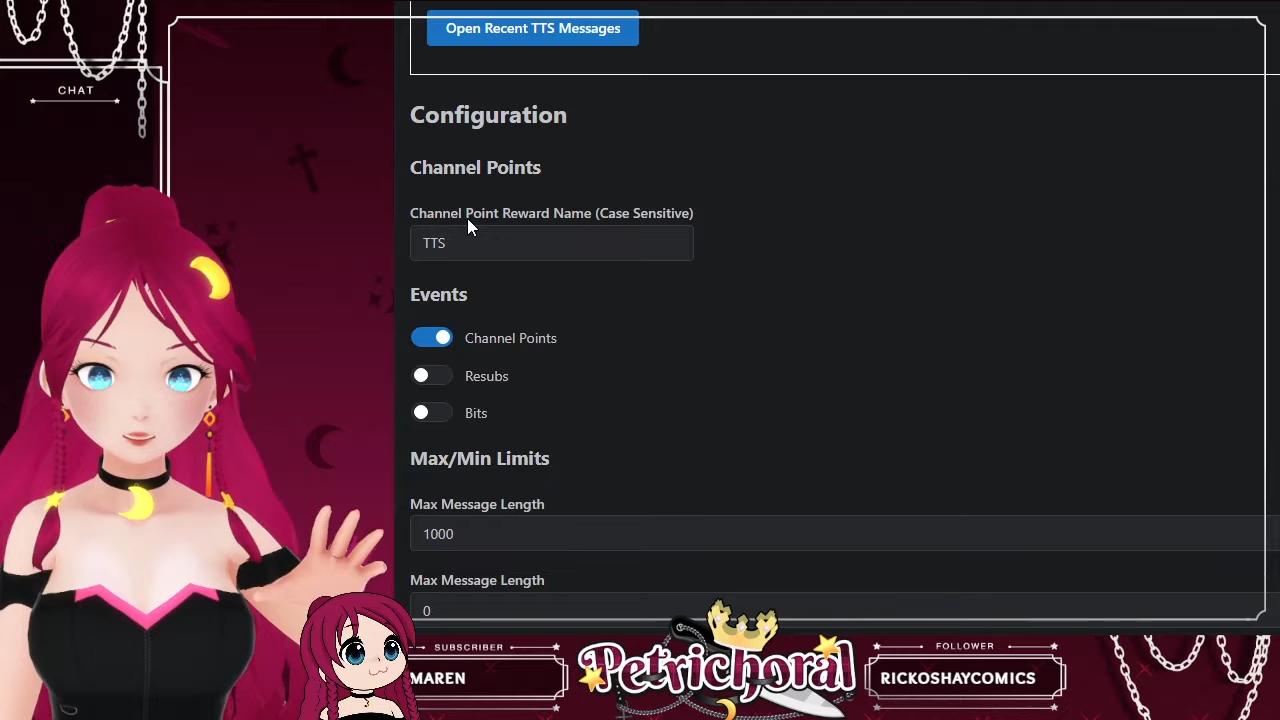 Open Recent TTS Messages
CHAT
Configuration
Channel Points
Channel Point Reward Name (Case Sensitive)
TTS
Events
Channel Points
Resubs
Bits
Max/Min Limits
Max Message Length
1000
Max Message Length
0
SUBSCRIBER
MAREN
Petrichoral
FOLLOWER
RICKOSHAYCOMICS